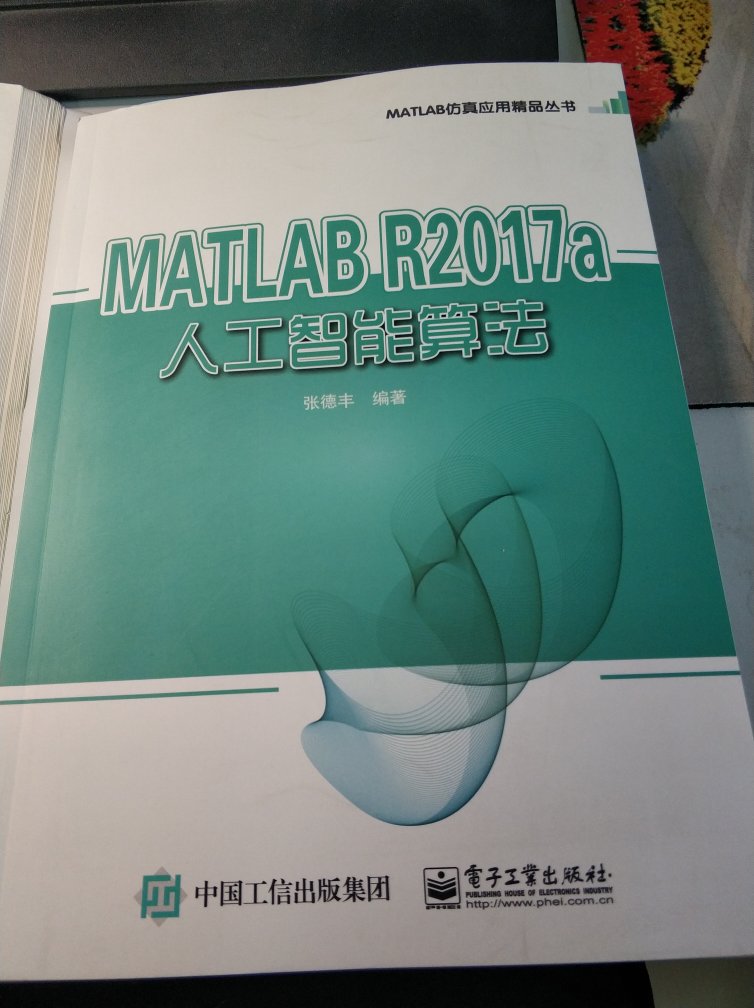 MATLAB仿真应用精品丛书
MATLAB R2017a
人工智能算法
张德丰 编著
中国工信出版集团
電子工業出版社·
PUBLISHING HOUSE OF ELECTRONICS INDUSTRY
http://www.phei.com.cn